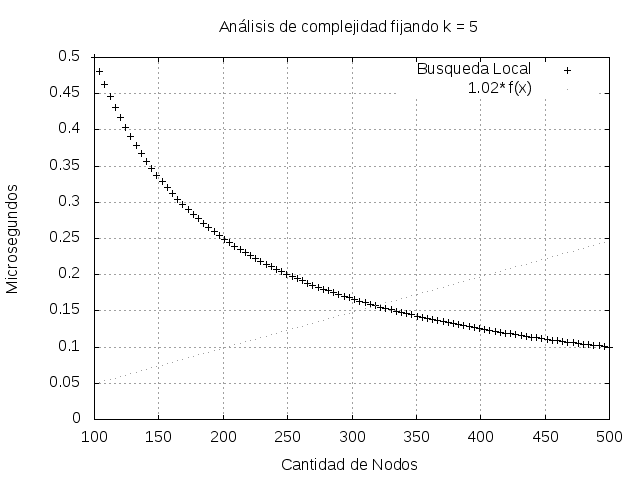 Análisis de complejidad fijando k = 5
Busqueda Local
1.02*f(x)
0.5
0.45
0.4
0.35
0.3
0.25
0.2
0.15
0.1
0.05
0
Microsegundos
100 150 200 250 300 350 400 450 500
Cantidad de Nodos